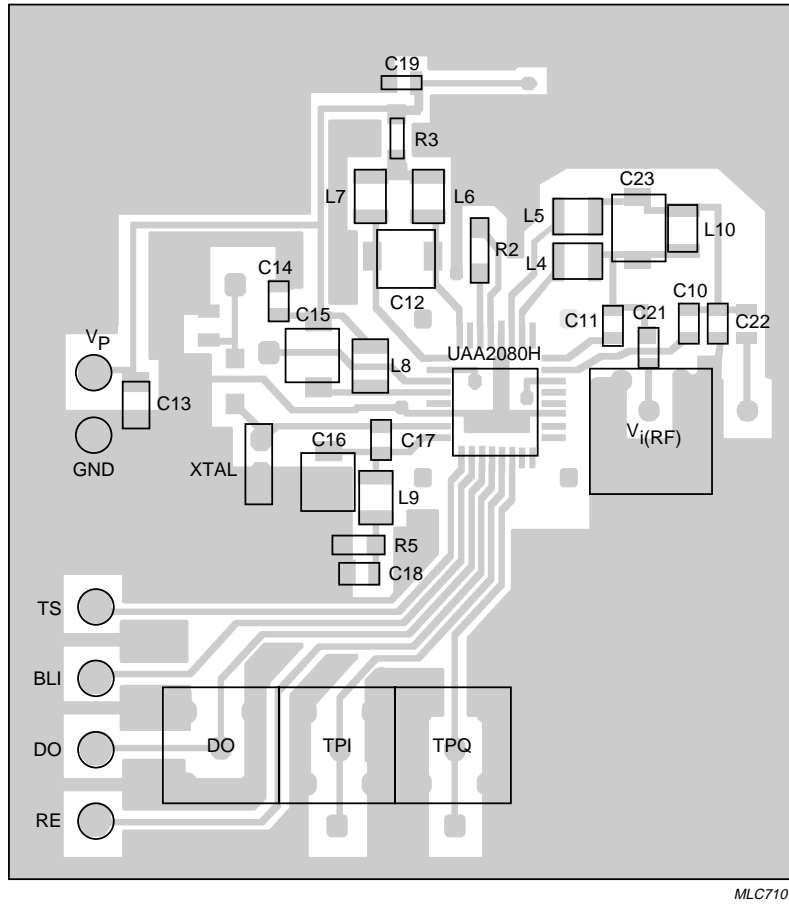 C19
R3
L7
L6
C23
L5
L10
R2
L4
C14
C12
C15
C10
C21
C11
C22
VP
UAA2080H
L8
C13
Vi(RF)
C16
C17
GND
XTAL
L9
R5
C18
TS
BLI
DO
DO
TPI
TPQ
RE
MLC710